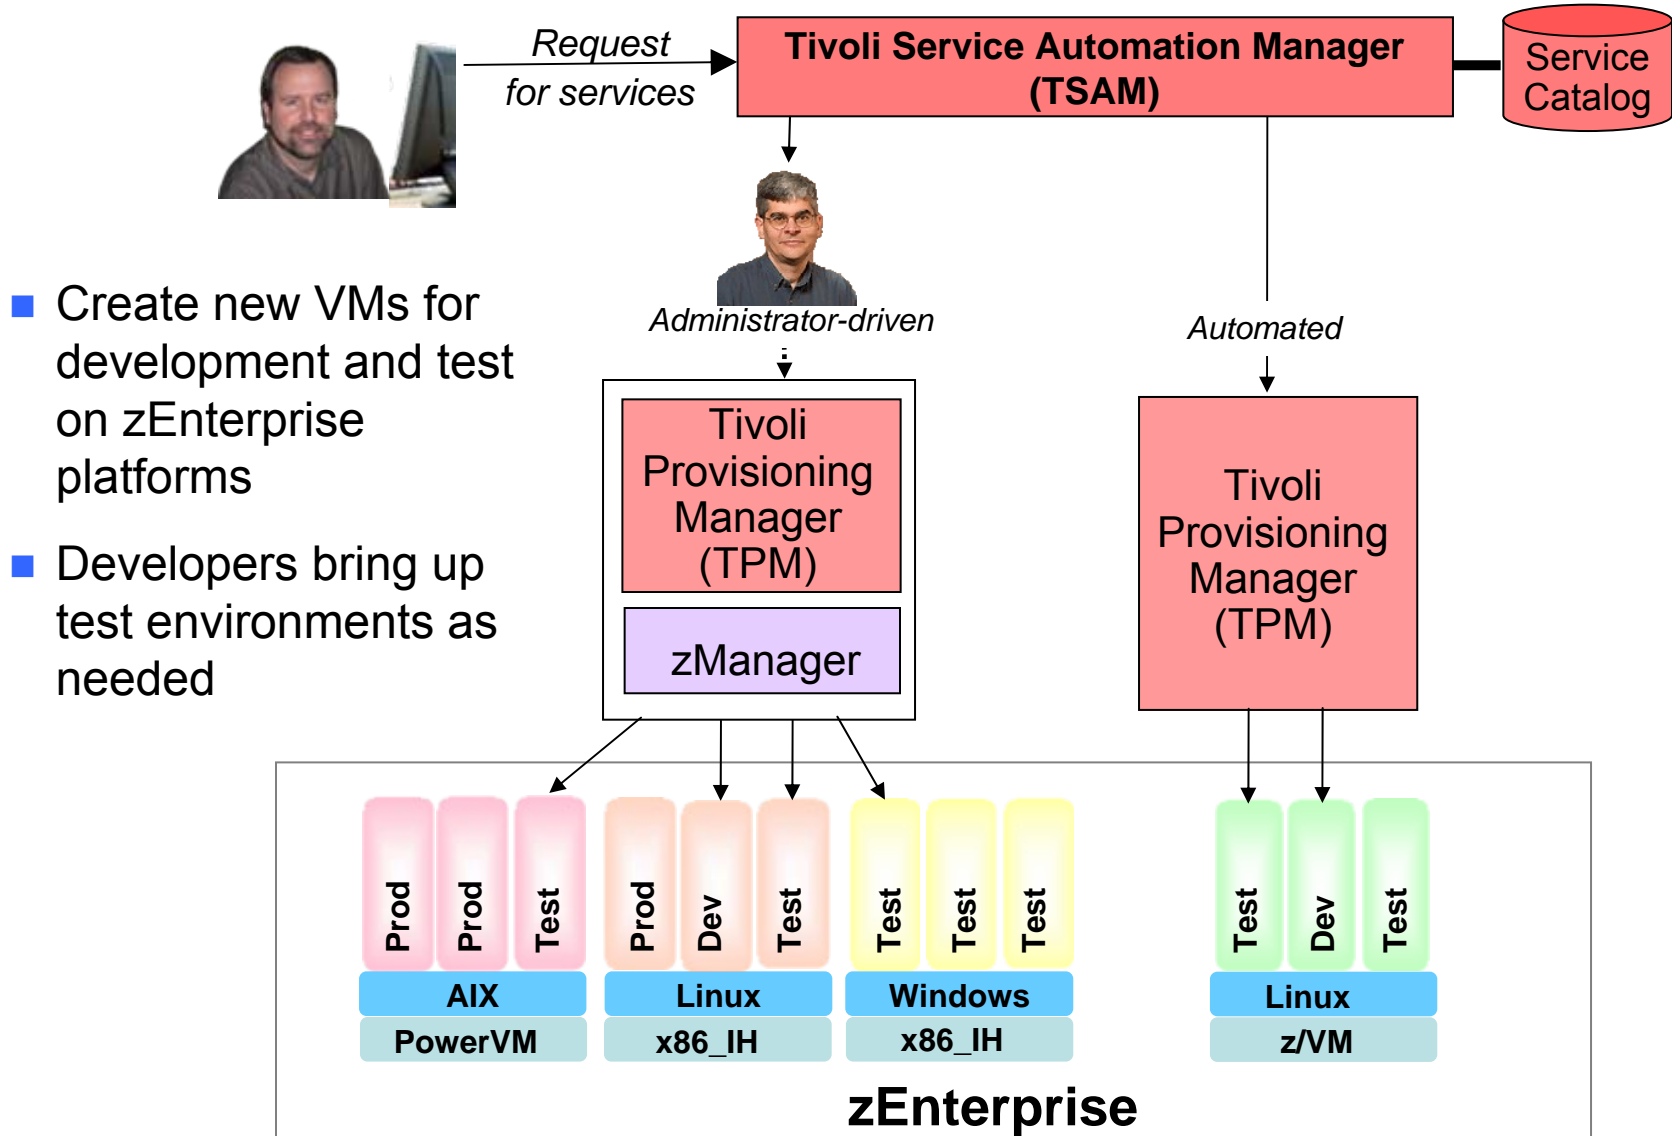 Request
for services
Tivoli Service Automation Manager
(TSAM)
Service
Catalog
Administrator-driven
Automated
Create new VMs for
development and test
on zEnterprise
platforms
Developers bring up
test environments as
needed
Tivoli
Provisioning
Manager
(TPM)
zManager
Tivoli
Provisioning
Manager
(TPM)
Prod
Prod
Test
Prod
Dev
Test
Test
Test
Test
Test
Dev
Test
AIX
Linux
Windows
Linux
PowerVM
x86_IH
x86_IH
z/VM
zEnterprise